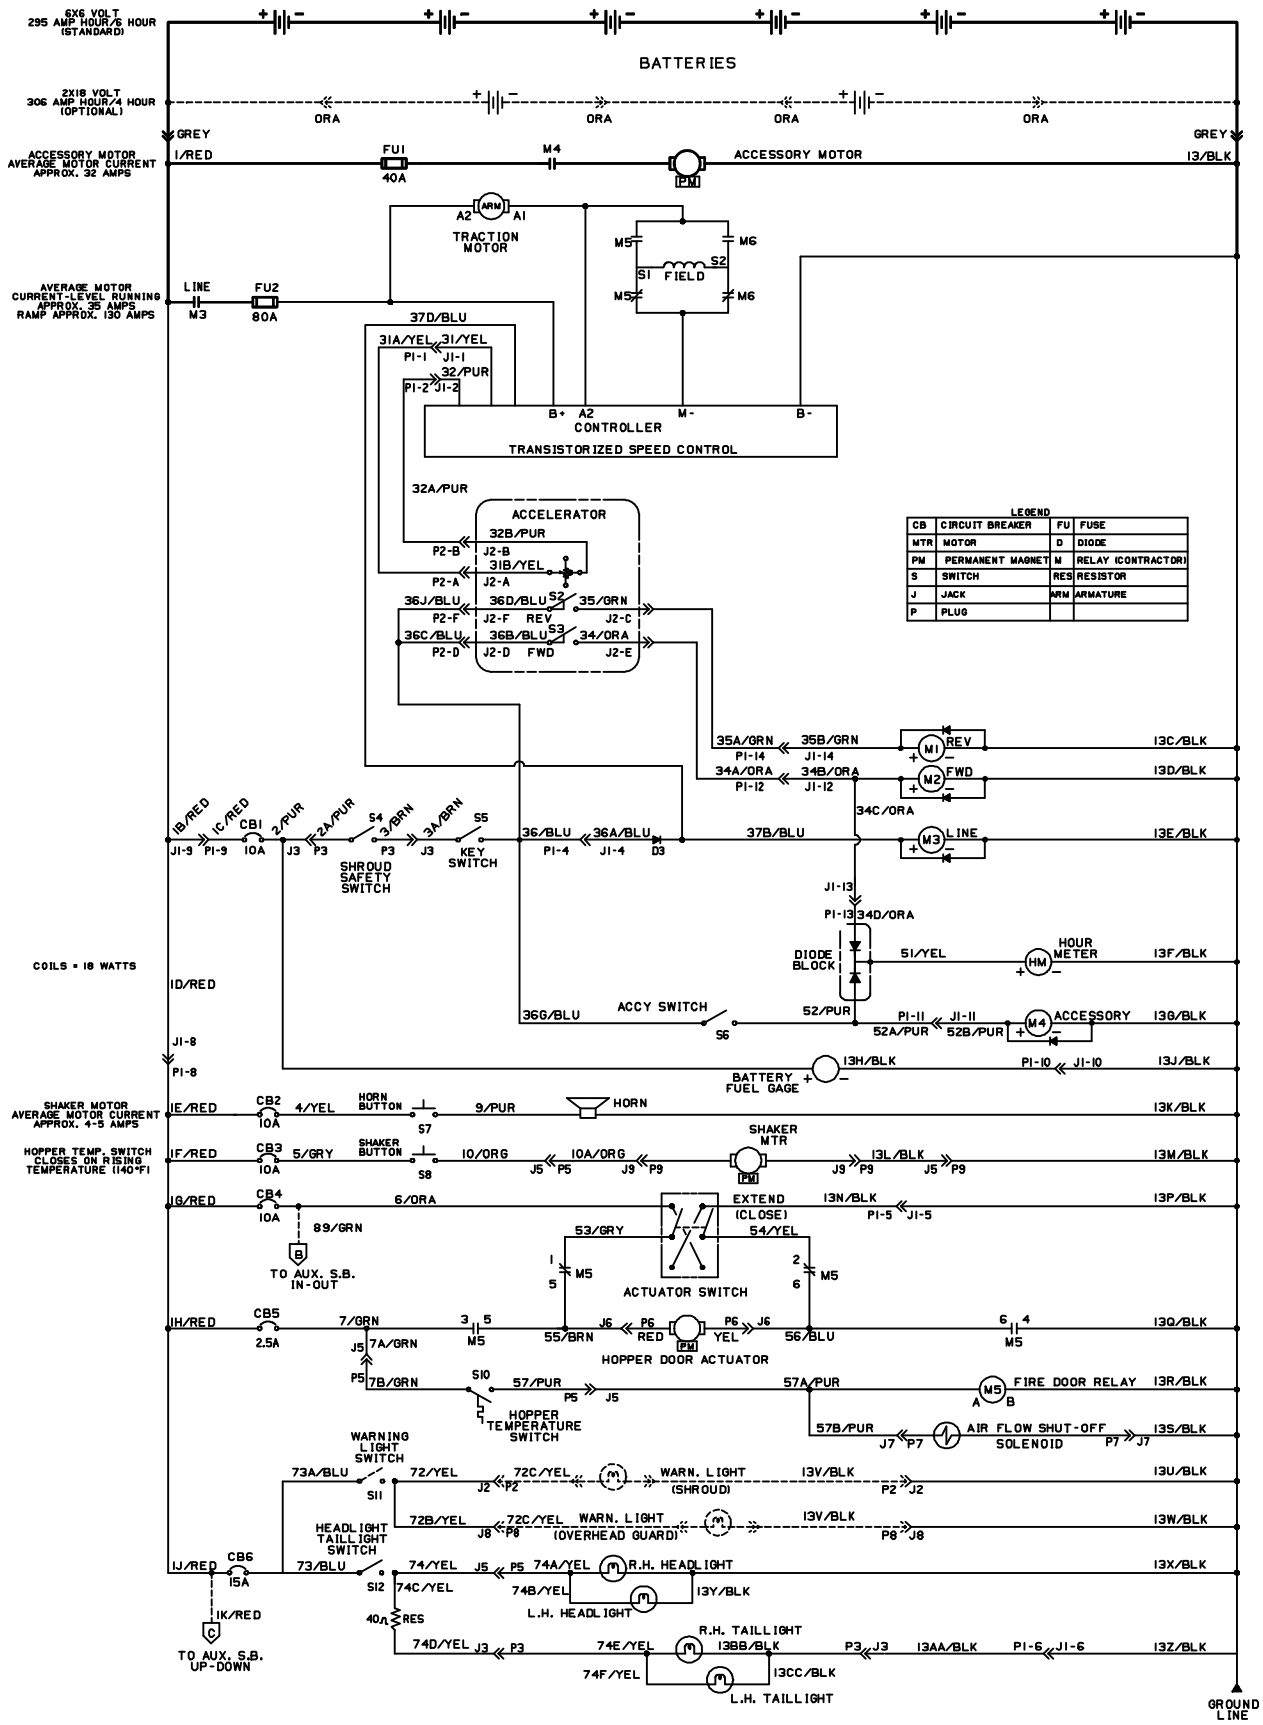 6X6 VOLT
295 AMP HOUR/6 HOUR
(STANDARD)
+ - + - + - + - + - + -
BATTERIES
2X18 VOLT
306 AMP HOUR/4 HOUR
(OPTIONAL)
+ - + -
ORA ORA ORA ORA
GREY GREY
ACCESSORY MOTOR
AVERAGE MOTOR CURRENT
APPROX. 32 AMPS
1/RED FU1 M4 ACCESSORY MOTOR 13/BLK
40A PM
ARM
A2 A1
TRACTION
MOTOR
M5 M6
S1 FIELD S2
M5 M6
AVERAGE MOTOR
CURRENT-LEVEL RUNNING
APPROX. 35 AMPS
RAMP APPROX. 130 AMPS
LINE FU2
M3 80A
37D/BLU
31A/YEL 31/YEL
P1-1 J1-1
32/PUR
P1-2 J1-2
B+ A2 M- B-
CONTROLLER
TRANSISTORIZED SPEED CONTROL
32A/PUR
ACCELERATOR
32B/PUR
P2-B J2-B
31B/YEL
P2-A J2-A
36J/BLU 36D/BLU S2 35/GRN
P2-F J2-F REV J2-C
36C/BLU 36B/BLU S3 34/ORA
P2-D J2-D FWD J2-E
LEGEND
CB CIRCUIT BREAKER FU FUSE
MTR MOTOR D DIODE
PM PERMANENT MAGNET M RELAY (CONTRACTOR)
S SWITCH RES RESISTOR
J JACK ARM ARMATURE
P PLUG
35A/GRN 35B/GRN M1 REV 13C/BLK
P1-14 J1-14 + -
34A/ORA 34B/ORA M2 FWD 13D/BLK
P1-12 J1-12 + -
34C/ORA
1B/RED 1C/RED CB1 2/PUR 2A/PUR S4 3/BRN 3A/BRN S5 36/BLU 36A/BLU 37B/BLU M3 LINE 13E/BLK
J1-9 P1-9 10A J3 P3 P3 J3 P1-4 J1-4 D3 + -
SHROUD
SAFETY
SWITCH
KEY
SWITCH
J1-13
P1-13 34D/ORA
DIODE
BLOCK
51/YEL HM HOUR
METER
13F/BLK
+ -
COILS = 18 WATTS
1D/RED
36G/BLU ACCY SWITCH 52/PUR P1-11 J1-11 M4 ACCESSORY 13G/BLK
S6 52A/PUR 52B/PUR + -
J1-8
P1-8
BATTERY
FUEL GAGE
+ - 13H/BLK P1-10 J1-10 13J/BLK
SHAKER MOTOR
AVERAGE MOTOR CURRENT
APPROX. 4-5 AMPS
1E/RED CB2 4/YEL HORN
BUTTON
9/PUR HORN 13K/BLK
10A S7
HOPPER TEMP. SWITCH
CLOSES ON RISING
TEMPERATURE (140°F)
1F/RED CB3 5/GRY SHAKER
BUTTON
10/ORG 10A/ORG SHAKER
MTR
13L/BLK 13M/BLK
10A S8 J5 P5 J9 P9 PM J9 P9 J5 P9
1G/RED CB4 6/ORA EXTEND
(CLOSE)
13N/BLK 13P/BLK
10A P1-5 J1-5
89/GRN
B
TO AUX. S.B.
IN-OUT
53/GRY 54/YEL
1 M5 5
2 M5 6
ACTUATOR SWITCH
1H/RED CB5 7/GRN 3 5 J6 P6 P6 J6 6 4 13Q/BLK
2.5A M5 55/BRN RED PM YEL 56/BLU M5
HOPPER DOOR ACTUATOR
J5 7A/GRN
P5 7B/GRN S10 57/PUR 57A/PUR M5 FIRE DOOR RELAY 13R/BLK
P5 J5 A B
HOPPER
TEMPERATURE
SWITCH
57B/PUR AIR FLOW SHUT-OFF
SOLENOID
13S/BLK
J7 P7 P7 J7
WARNING
LIGHT
SWITCH
73A/BLU 72/YEL 72C/YEL WARN. LIGHT
(SHROUD)
13V/BLK 13U/BLK
S11 J2 P2 P2 J2
72B/YEL 72C/YEL WARN. LIGHT
(OVERHEAD GUARD)
13V/BLK 13W/BLK
J8 P8 P8 J8
HEADLIGHT
TAILLIGHT
SWITCH
1J/RED CB6 73/BLU 74/YEL J5 P5 74A/YEL R.H. HEADLIGHT 13X/BLK
15A S12 74C/YEL 74B/YEL 13Y/BLK
L.H. HEADLIGHT
1K/RED
C
TO AUX. S.B.
UP-DOWN
40Ω RES
R.H. TAILLIGHT
74D/YEL J3 P3 74E/YEL 13BB/BLK P3 J3 13AA/BLK P1-6 J1-6 13Z/BLK
74F/YEL 13CC/BLK
L.H. TAILLIGHT
GROUND
LINE